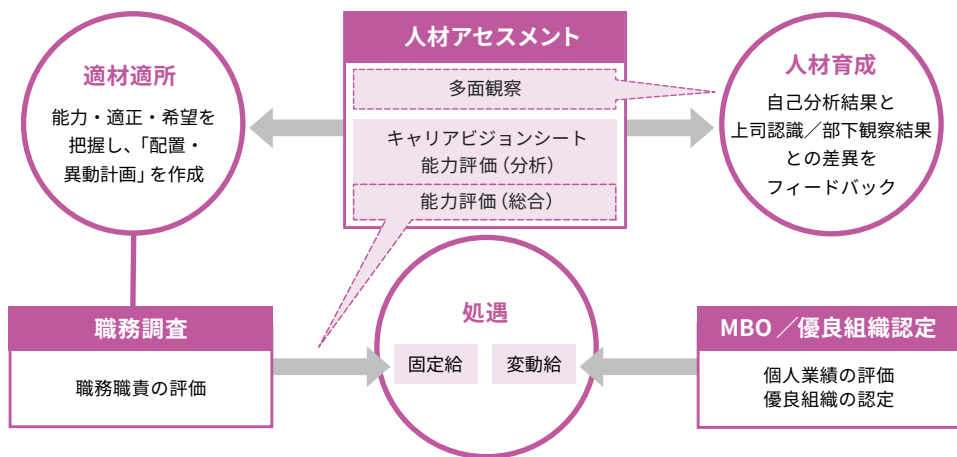 人材アセスメント
多面観察
キャリアビジョンシート
能力評価（分析）
能力評価（総合）
適材適所
能力・適正・希望を
把握し、「配置・
異動計画」を作成
人材育成
自己分析結果と
上司認識／部下観察結果
との差異を
フィードバック
職務調査
職務職責の評価
処遇
固定給
変動給
MBO／優良組織認定
個人業績の評価
優良組織の認定